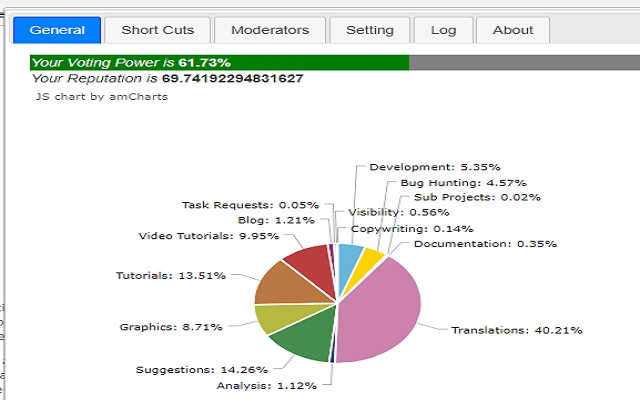 General Short Cuts Moderators Setting Log About
Your Voting Power is 61.73%
Your Reputation is 69.74192294831627
JS chart by amCharts
Development: 5.35%
Bug Hunting: 4.57%
Sub Projects: 0.02%
Task Requests: 0.05%
Visibility: 0.56%
Blog: 1.21%
Copywriting: 0.14%
Video Tutorials: 9.95%
Documentation: 0.35%
Tutorials: 13.51%
Graphics: 8.71%
Translations: 40.21%
Suggestions: 14.26%
Analysis: 1.12%